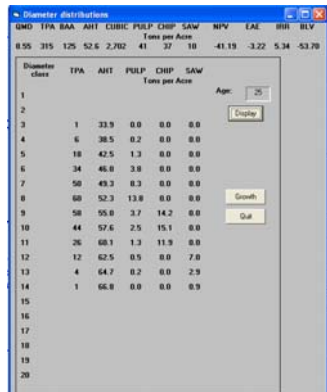 Diameter distributions
QMD TPA BAA AHT CUBIC PULP CHIP SAW NPV EAE IRR BLV
Tons per Acre
8.55 315 125 52.6 2,702 41 37 10 -41.19 -3.22 5.34 -53.70
Diameter class TPA AHT PULP CHIP SAW
Tons per Acre
Age: 25
1
2
Display
3 1 33.9 0.0 0.0 0.0
4 6 38.5 0.2 0.0 0.0
5 18 42.5 1.3 0.0 0.0
6 34 46.0 3.8 0.0 0.0
7 50 49.3 8.3 0.0 0.0
8 60 52.3 13.8 0.0 0.0
Growth
9 58 55.0 3.7 14.2 0.0
Quit
10 44 57.6 2.5 15.1 0.0
11 26 60.1 1.3 11.9 0.0
12 12 62.5 0.5 0.0 7.0
13 4 64.7 0.2 0.0 2.9
14 1 66.8 0.0 0.0 0.9
15
16
17
18
19
20